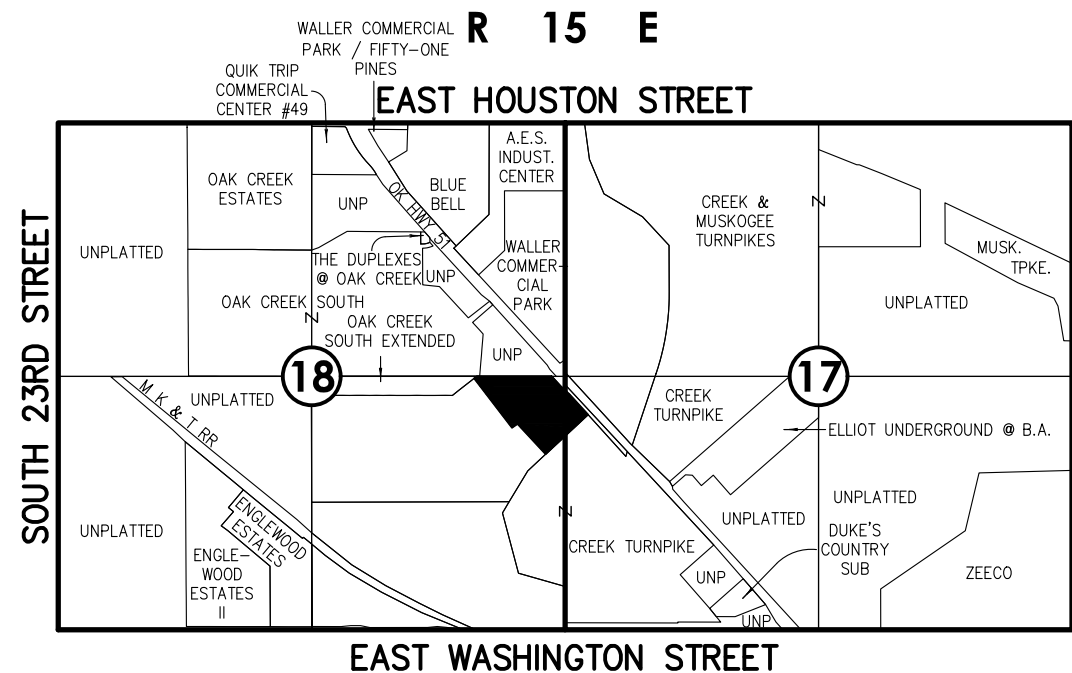 R 15 E
WALLER COMMERCIAL
PARK / FIFTY-ONE
PINES
QUIK TRIP
COMMERCIAL
CENTER #49
EAST HOUSTON STREET
SOUTH 23RD STREET
UNPLATTED
OAK CREEK
ESTATES
UNP
OK HWY 51
BLUE
BELL
A.E.S.
INDUST.
CENTER
WALLER
COMMER-
CIAL
PARK
THE DUPLEXES
@ OAK CREEK
UNP
OAK CREEK SOUTH
Z
OAK CREEK
SOUTH EXTENDED
UNP
CREEK &
MUSKOGEE
TURNPIKES
Z
MUSK.
TPKE.
UNPLATTED
18
17
M K & T RR
UNPLATTED
UNPLATTED
ENGLEWOOD
ESTATES
ENGLE-
WOOD
ESTATES
II
CREEK
TURNPIKE
ELLIOT UNDERGROUND @ B.A.
UNPLATTED
UNPLATTED
Z
CREEK TURNPIKE
UNP
DUKE'S
COUNTRY
SUB
UNP
ZEECO
EAST WASHINGTON STREET